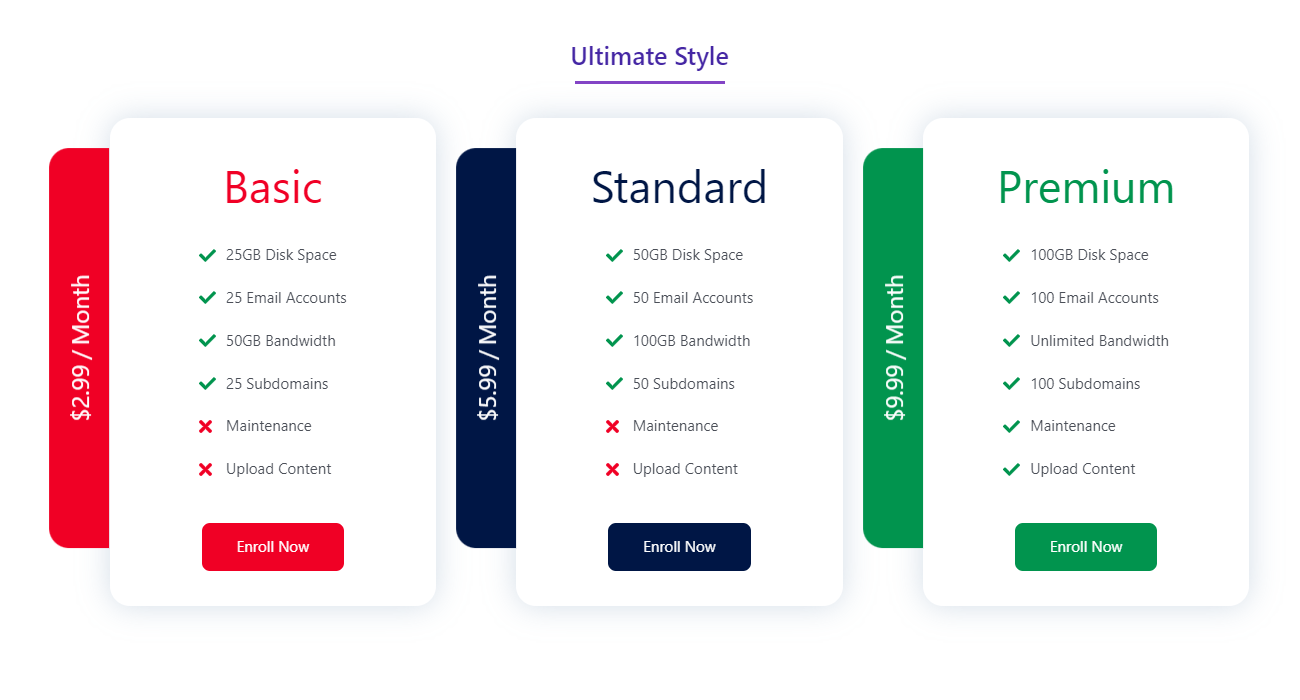 Ultimate Style
$2.99 / Month
Basic
25GB Disk Space
25 Email Accounts
50GB Bandwidth
25 Subdomains
Maintenance
Upload Content
Enroll Now
$5.99 / Month
Standard
50GB Disk Space
50 Email Accounts
100GB Bandwidth
50 Subdomains
Maintenance
Upload Content
Enroll Now
$9.99 / Month
Premium
100GB Disk Space
100 Email Accounts
Unlimited Bandwidth
100 Subdomains
Maintenance
Upload Content
Enroll Now